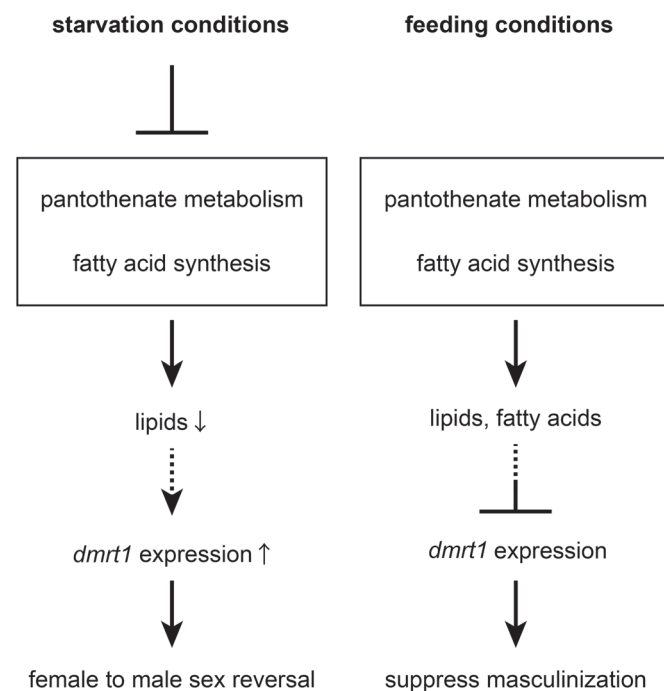 starvation conditions
pantothenate metabolism
fatty acid synthesis
lipids ↓
dmrt1 expression ↑
female to male sex reversal
feeding conditions
pantothenate metabolism
fatty acid synthesis
lipids, fatty acids
dmrt1 expression
suppress masculinization